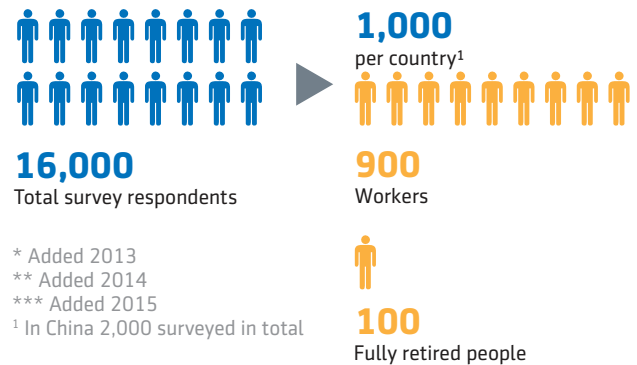 16,000
Total survey respondents
* Added 2013
** Added 2014
*** Added 2015
¹ In China 2,000 surveyed in total
1,000
per country¹
900
Workers
100
Fully retired people